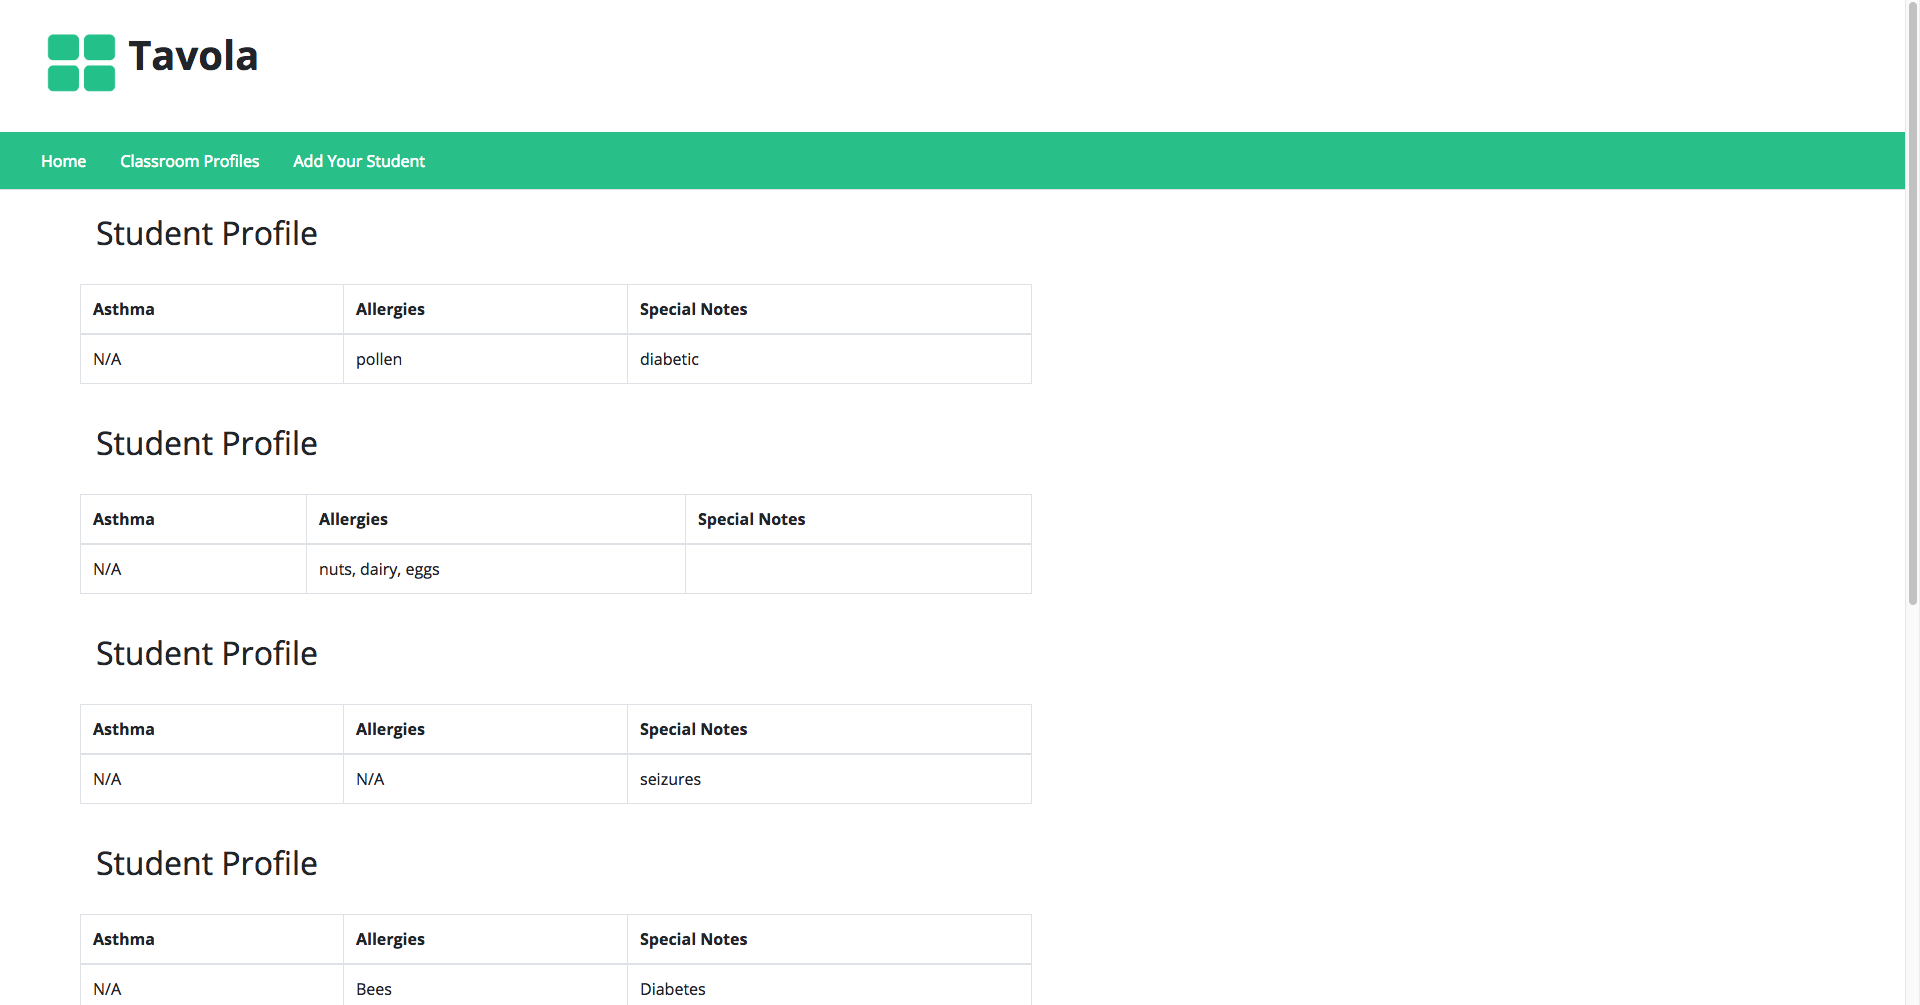 Tavola
Home Classroom Profiles Add Your Student
Student Profile
Asthma Allergies Special Notes
N/A pollen diabetic
Student Profile
Asthma Allergies Special Notes
N/A nuts, dairy, eggs
Student Profile
Asthma Allergies Special Notes
N/A N/A seizures
Student Profile
Asthma Allergies Special Notes
N/A Bees Diabetes